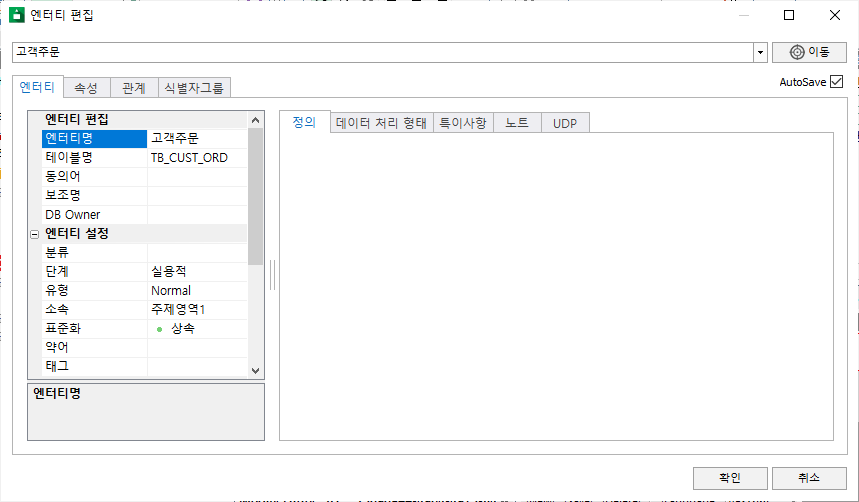 엔터티 편집
고객주문
이동
엔터티 속성 관계 식별자그룹
AutoSave
엔터티 편집
엔터티명 고객주문
테이블명 TB_CUST_ORD
동의어
보조명
DB Owner
엔터티 설정
분류
단계 실용적
유형 Normal
소속 주제영역1
표준화 상속
약어
태그
엔터티명
정의 데이터 처리 형태 특이사항 노트 UDP
확인 취소